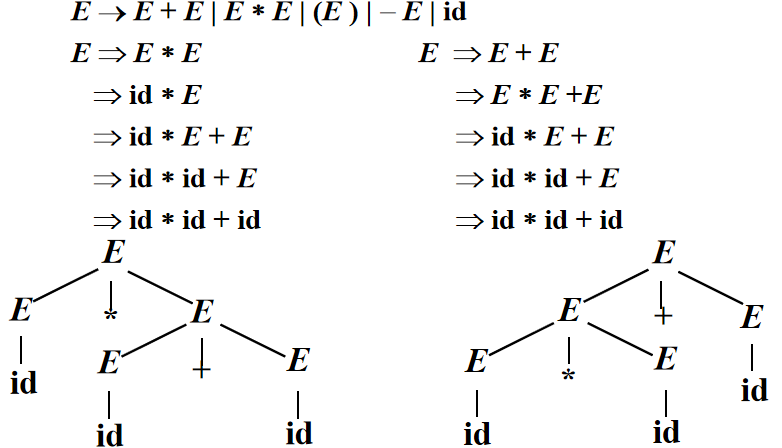 E → E + E | E * E | (E ) | – E | id
E ⇒ E * E
⇒ id * E
⇒ id * E + E
⇒ id * id + E
⇒ id * id + id
E ⇒ E + E
⇒ E * E +E
⇒ id * E + E
⇒ id * id + E
⇒ id * id + id
E
E * E
id E + E
id id
E
E + E
E * E id
id id